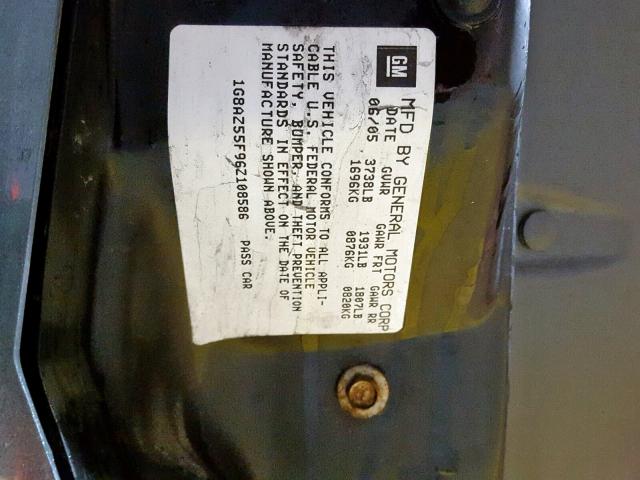 GM MFD BY GENERAL MOTORS CORP
DATE GVWR GAWR FRT GAWR RR
06/05 3738LB 1931LB 1807LB
1696KG 0876KG 0820KG
THIS VEHICLE CONFORMS TO ALL APPLI-
CABLE U.S. FEDERAL MOTOR VEHICLE
SAFETY, BUMPER, AND THEFT PREVENTION
STANDARDS IN EFFECT ON THE DATE OF
MANUFACTURE SHOWN ABOVE.
1G8AZ55F96Z108586 PASS CAR